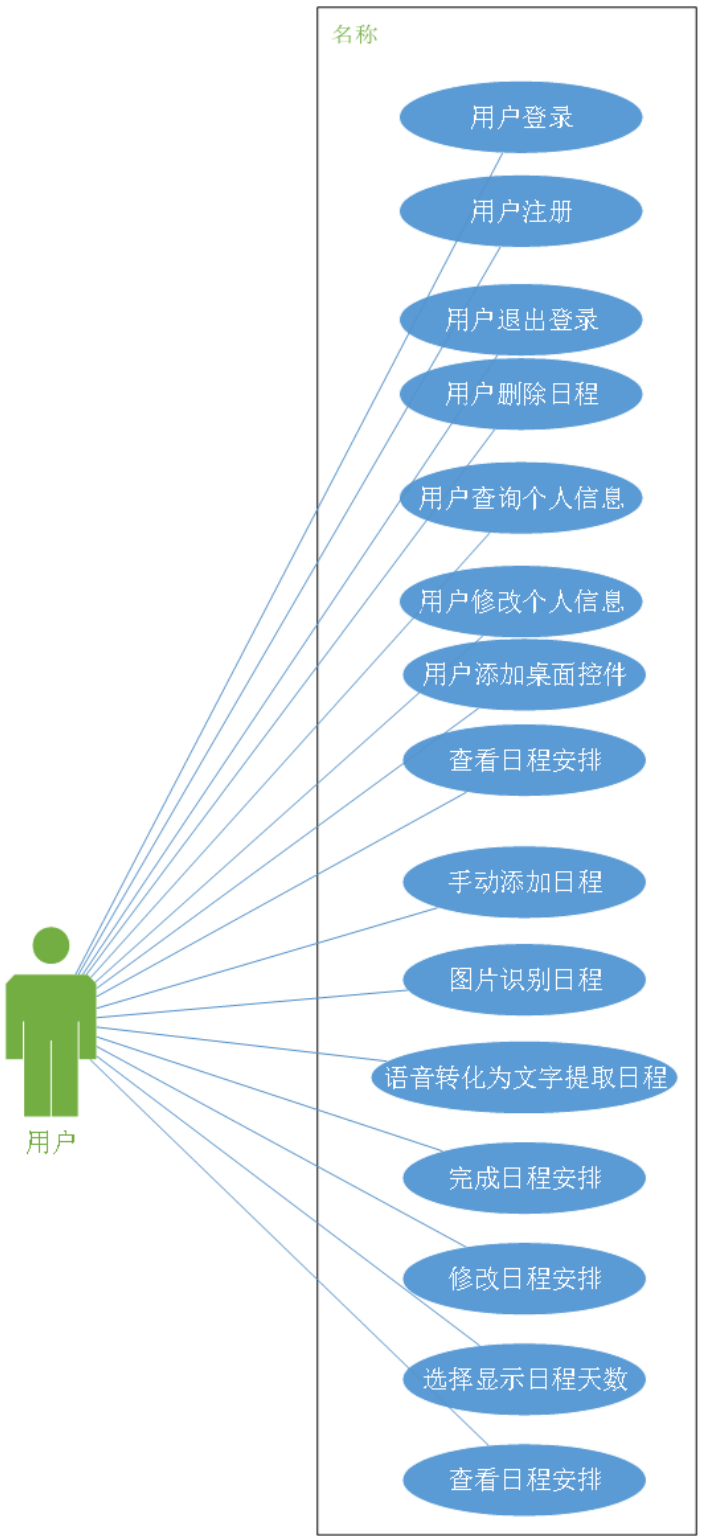 名称
用户登录
用户注册
用户退出登录
用户删除日程
用户查询个人信息
用户修改个人信息
用户添加桌面控件
查看日程安排
手动添加日程
图片识别日程
语音转化为文字提取日程
完成日程安排
修改日程安排
选择显示日程天数
查看日程安排
用户